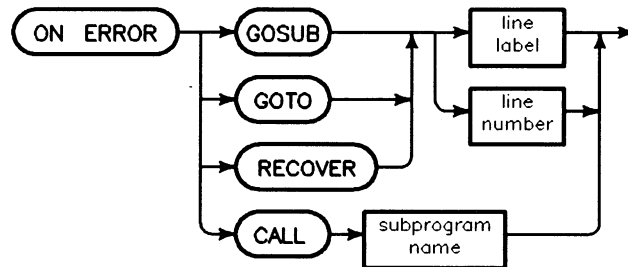 ON ERROR
GOSUB
line
label
GOTO
line
number
RECOVER
CALL
subprogram
name